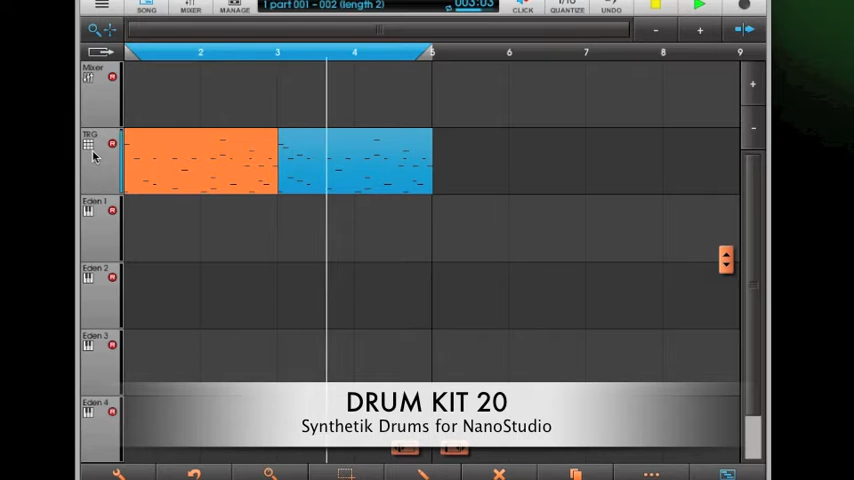 1 part 001 - 002 (length 2)
003:03
SONG MIXER MANAGE CLICK 1/16 QUANTIZE UNDO
- +
2 3 4 5 6 7 8 9
Mixer
R
+
-
TRG
R
Eden 1
R
Eden 2
R
Eden 3
R
Eden 4
R
DRUM KIT 20
Synthetik Drums for NanoStudio